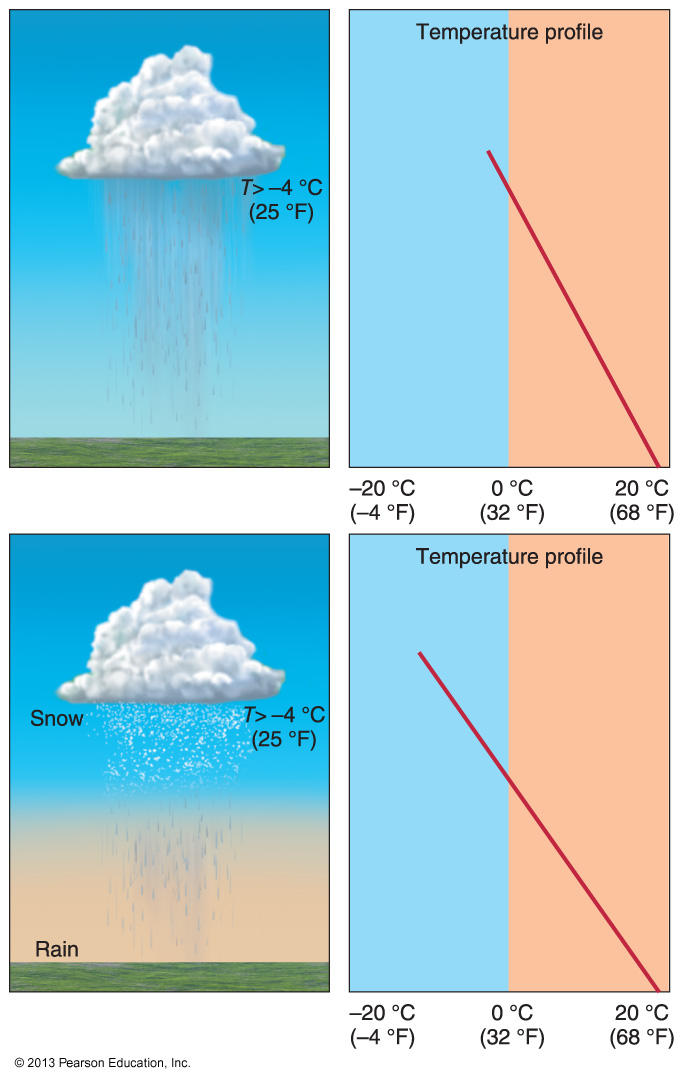 Temperature profile
T> –4 °C
(25 °F)
–20 °C
(–4 °F)
0 °C
(32 °F)
20 °C
(68 °F)
Temperature profile
Snow
T> –4 °C
(25 °F)
Rain
–20 °C
(–4 °F)
0 °C
(32 °F)
20 °C
(68 °F)
© 2013 Pearson Education, Inc.